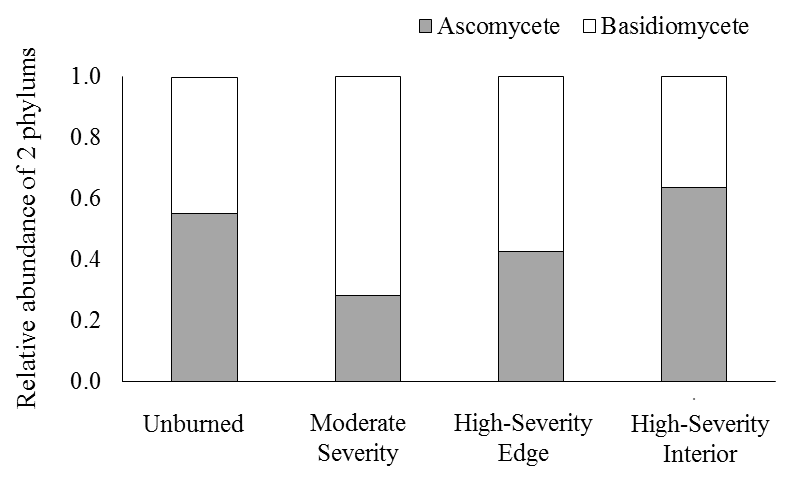 Ascomycete Basidiomycete
Relative abundance of 2 phylums
1.0
0.8
0.6
0.4
0.2
0.0
Unburned
Moderate
Severity
High-Severity
Edge
High-Severity
Interior